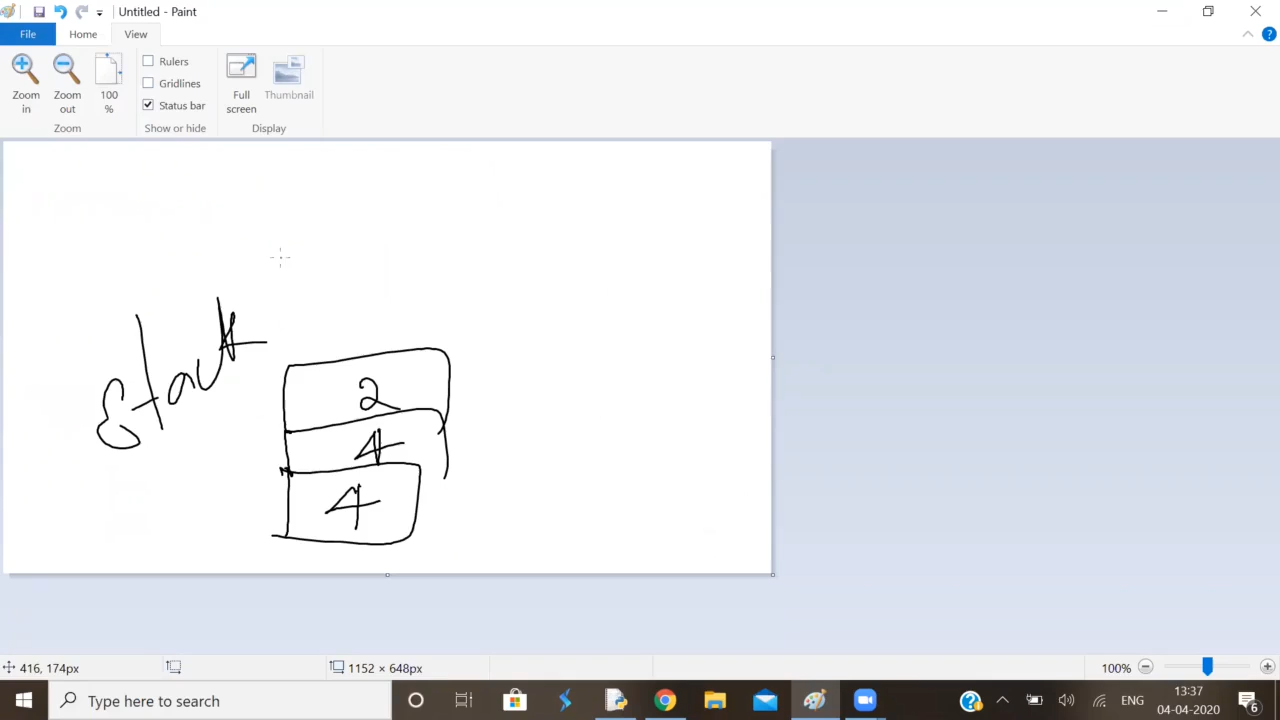 Untitled - Paint
File Home View
Zoom in
Zoom out
100 %
Rulers
Gridlines
Status bar
Full screen
Thumbnail
Zoom
Show or hide
Display
2
4
4
416, 174px
1152 × 648px
100%
Type here to search
ENG
13:37
04-04-2020
6